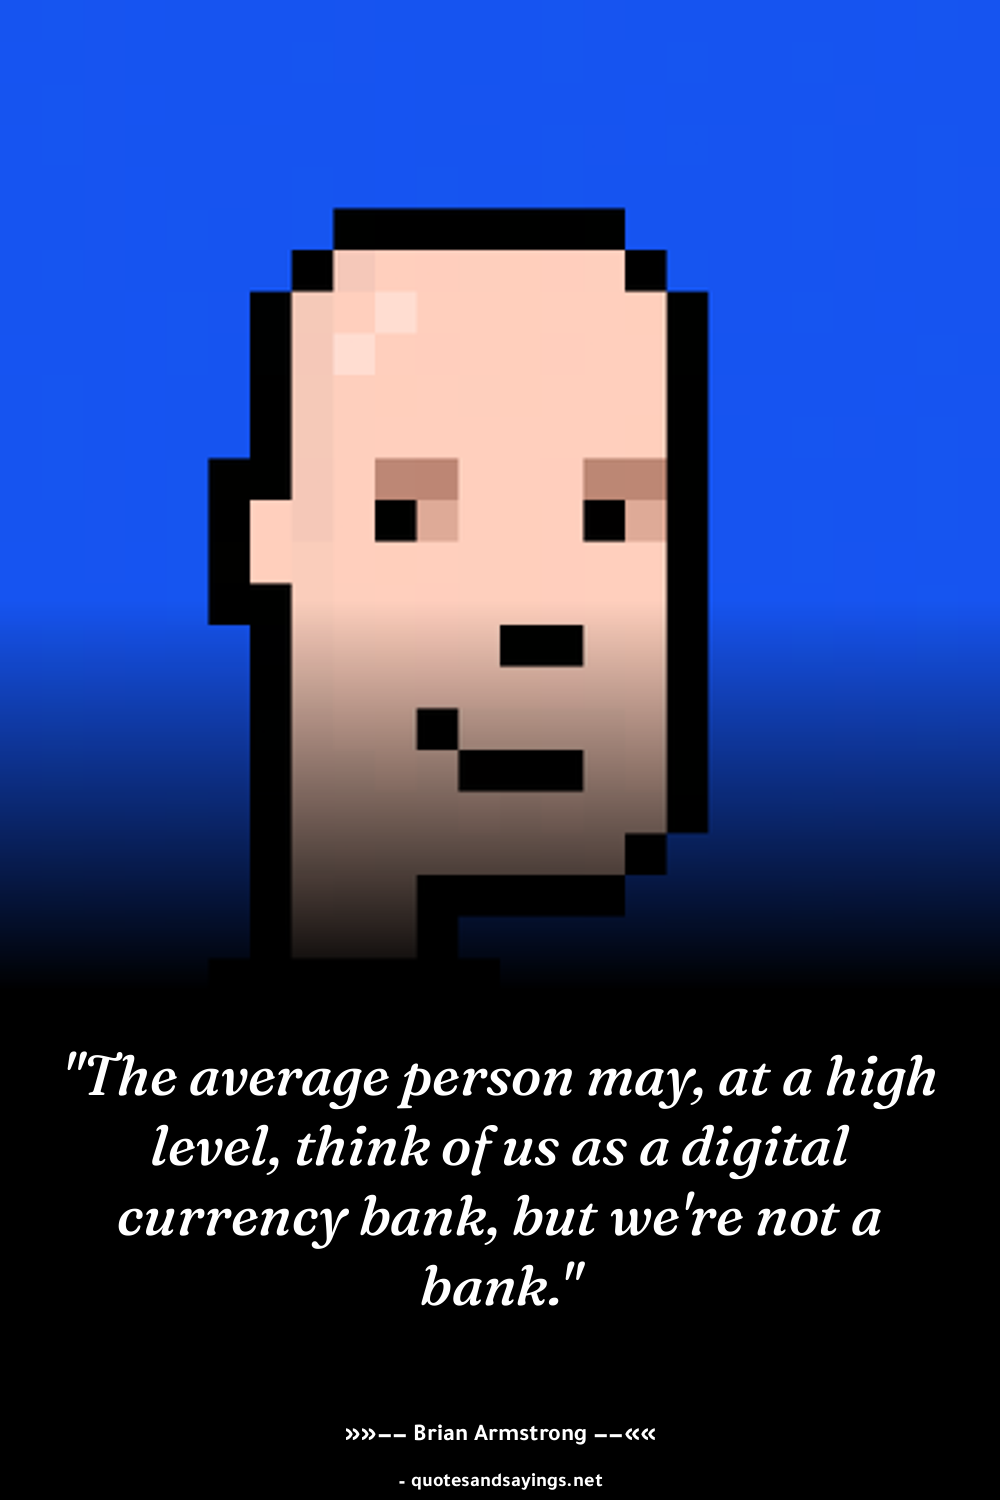 "The average person may, at a high
level, think of us as a digital
currency bank, but we're not a
bank."
»»–– Brian Armstrong ––««
- quotesandsayings.net